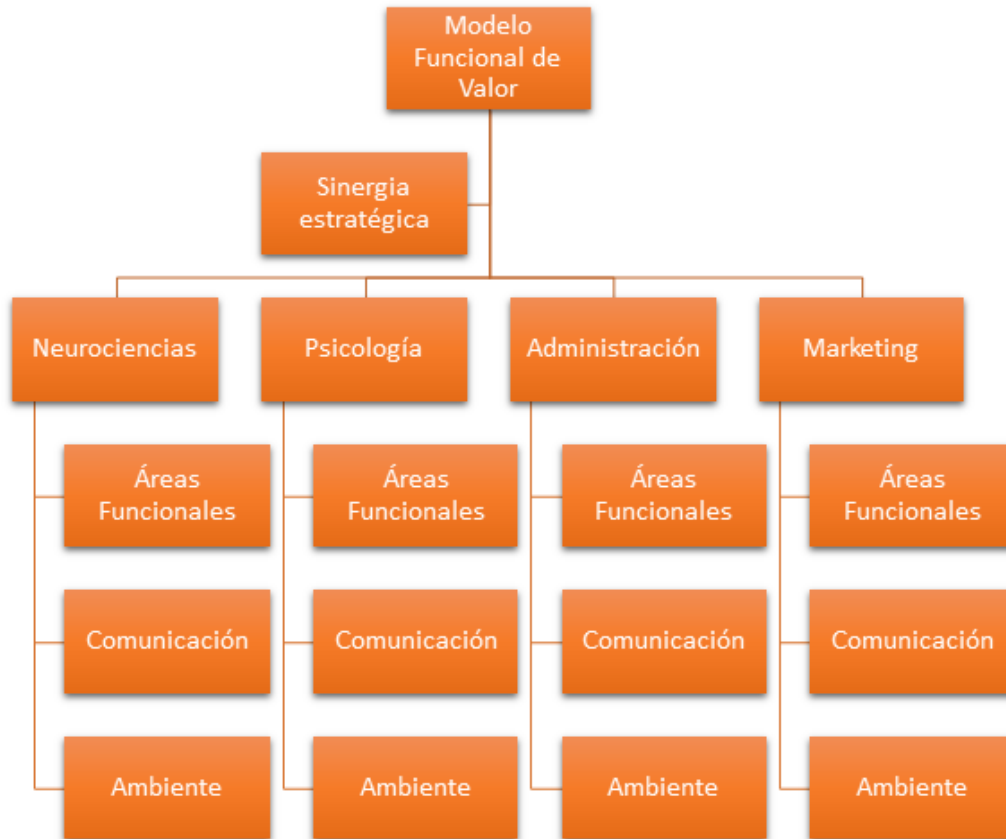 Modelo
Funcional de
Valor
Sinergia
estratégica
Neurociencias
Psicología
Administración
Marketing
Áreas
Funcionales
Áreas
Funcionales
Áreas
Funcionales
Áreas
Funcionales
Comunicación
Comunicación
Comunicación
Comunicación
Ambiente
Ambiente
Ambiente
Ambiente